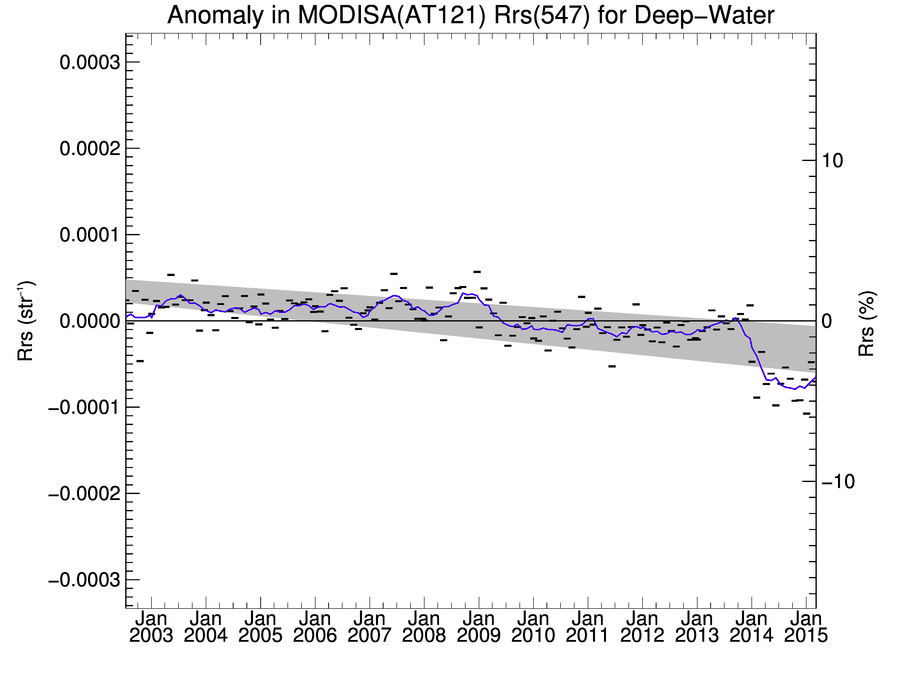 Anomaly in MODISA(AT121) Rrs(547) for Deep−Water
0.0003
0.0002
0.0001
0.0000
−0.0001
−0.0002
−0.0003
Rrs (str⁻¹)
10
0
−10
Rrs (%)
Jan Jan Jan Jan Jan Jan Jan Jan Jan Jan Jan Jan Jan
2003 2004 2005 2006 2007 2008 2009 2010 2011 2012 2013 2014 2015